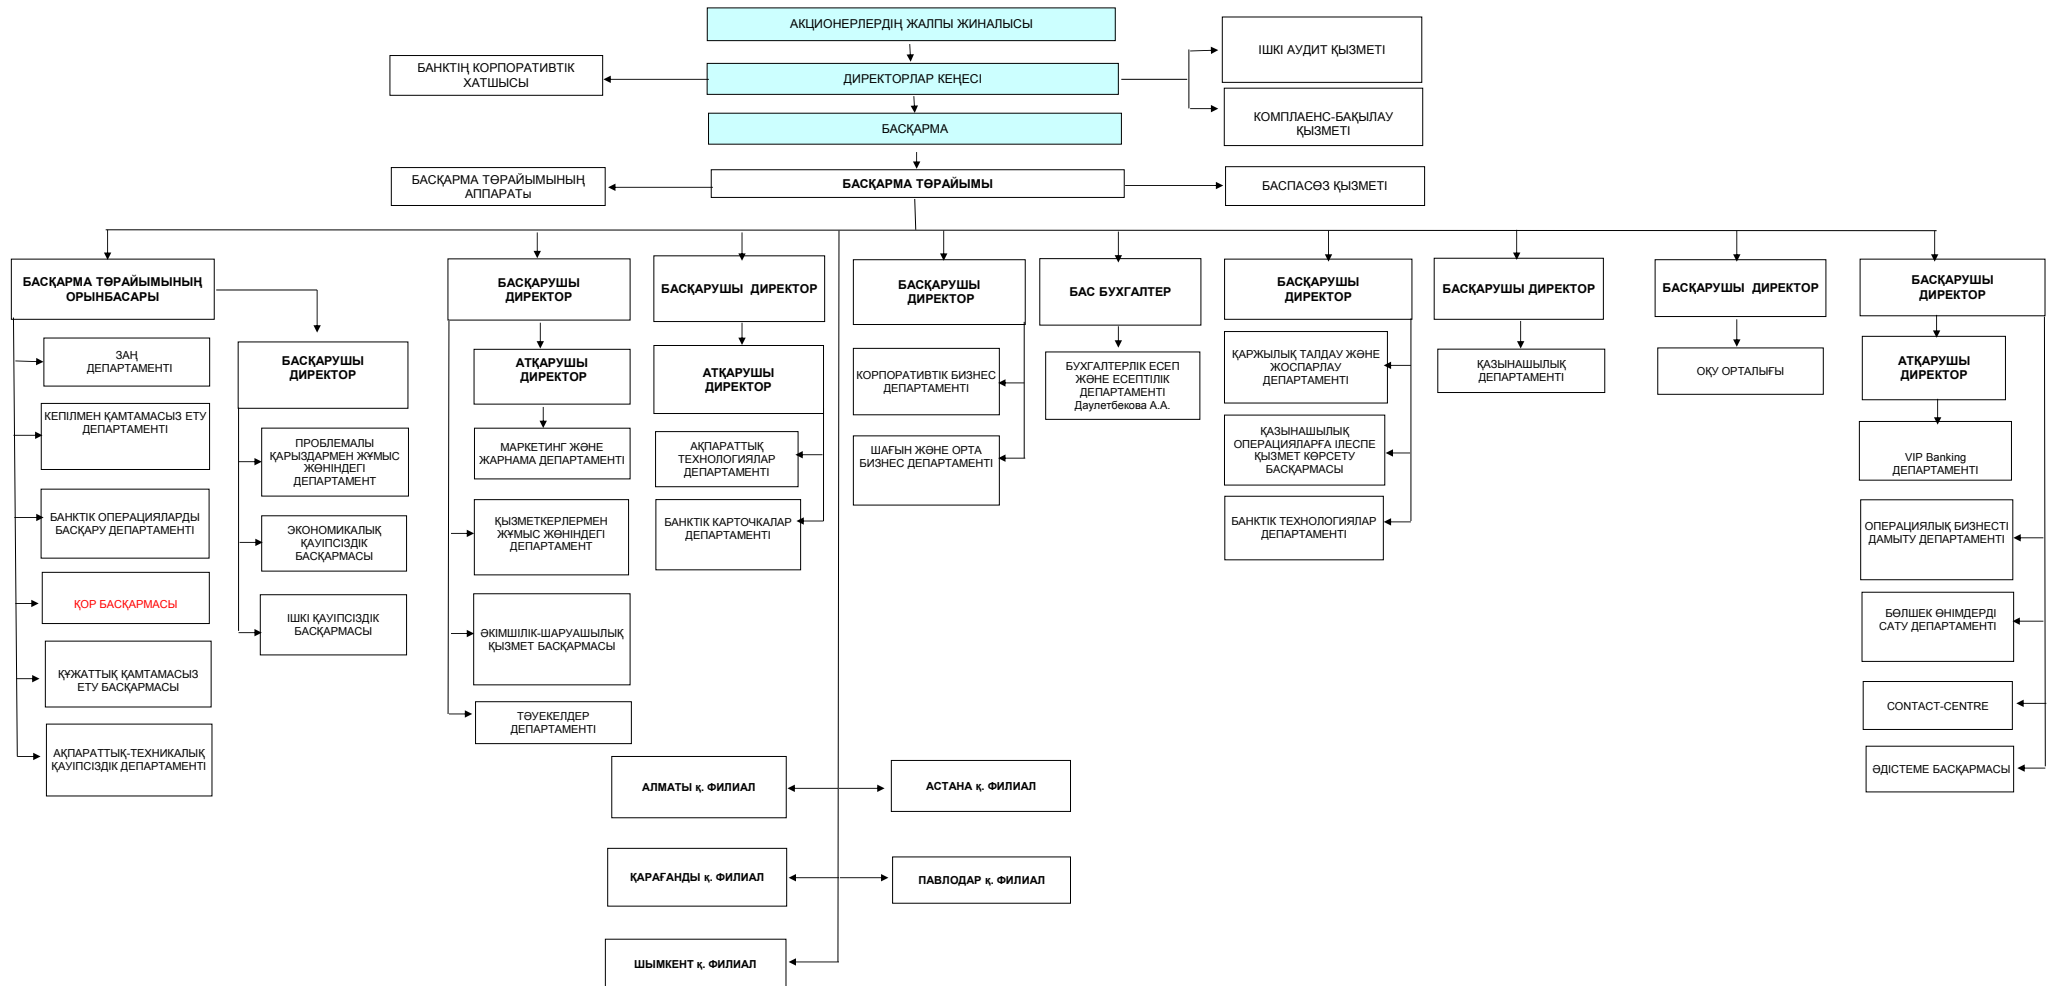 АКЦИОНЕРЛЕРДІҢ ЖАЛПЫ ЖИНАЛЫСЫ
ІШКІ АУДИТ ҚЫЗМЕТІ
БАНКТІҢ КОРПОРАТИВТІК
ХАТШЫСЫ
ДИРЕКТОРЛАР КЕҢЕСІ
КОМПЛАЕНС-БАҚЫЛАУ
ҚЫЗМЕТІ
БАСҚАРМА
БАСҚАРМА ТӨРАЙЫМЫНЫҢ
АППАРАТы
БАСҚАРМА ТӨРАЙЫМЫ
БАСПАСӨЗ ҚЫЗМЕТІ
БАСҚАРМА ТӨРАЙЫМЫНЫҢ
ОРЫНБАСАРЫ
ЗАҢ
ДЕПАРТАМЕНТІ
КЕПІЛМЕН ҚАМТАМАСЫЗ ЕТУ
ДЕПАРТАМЕНТІ
БАНКТІК ОПЕРАЦИЯЛАРДЫ
БАСҚАРУ ДЕПАРТАМЕНТІ
ҚОР БАСҚАРМАСЫ
ҚҰЖАТТЫҚ ҚАМТАМАСЫЗ
ЕТУ БАСҚАРМАСЫ
АҚПАРАТТЫҚ-ТЕХНИКАЛЫҚ
ҚАУІПСІЗДІК ДЕПАРТАМЕНТІ
БАСҚАРУШЫ
ДИРЕКТОР
ПРОБЛЕМАЛЫ
ҚАРЫЗДАРМЕН ЖҰМЫС
ЖӨНІНДЕГІ
ДЕПАРТАМЕНТ
ЭКОНОМИКАЛЫҚ
ҚАУІПСІЗДІК
БАСҚАРМАСЫ
ІШКІ ҚАУІПСІЗДІК
БАСҚАРМАСЫ
БАСҚАРУШЫ
ДИРЕКТОР
АТҚАРУШЫ
ДИРЕКТОР
МАРКЕТИНГ ЖӘНЕ
ЖАРНАМА ДЕПАРТАМЕНТІ
ҚЫЗМЕТКЕРЛЕРМЕН
ЖҰМЫС ЖӨНІНДЕГІ
ДЕПАРТАМЕНТ
ӘКІМШІЛІК-ШАРУАШЫЛЫҚ
ҚЫЗМЕТ БАСҚАРМАСЫ
ТӘУЕКЕЛДЕР
ДЕПАРТАМЕНТІ
БАСҚАРУШЫ ДИРЕКТОР
АТҚАРУШЫ
ДИРЕКТОР
АҚПАРАТТЫҚ
ТЕХНОЛОГИЯЛАР
ДЕПАРТАМЕНТІ
БАНКТІК КАРТОЧКАЛАР
ДЕПАРТАМЕНТІ
БАСҚАРУШЫ
ДИРЕКТОР
КОРПОРАТИВТІК БИЗНЕС
ДЕПАРТАМЕНТІ
ШАҒЫН ЖӘНЕ ОРТА
БИЗНЕС ДЕПАРТАМЕНТІ
БАС БУХГАЛТЕР
БУХГАЛТЕРЛІК ЕСЕП
ЖӘНЕ ЕСЕПТІЛІК
ДЕПАРТАМЕНТІ
Даулетбекова А.А.
БАСҚАРУШЫ
ДИРЕКТОР
ҚАРЖЫЛЫҚ ТАЛДАУ ЖӘНЕ
ЖОСПАРЛАУ
ДЕПАРТАМЕНТІ
ҚАЗЫНАШЫЛЫҚ
ОПЕРАЦИЯЛАРҒА ІЛЕСПЕ
ҚЫЗМЕТ КӨРСЕТУ
БАСҚАРМАСЫ
БАНКТІК ТЕХНОЛОГИЯЛАР
ДЕПАРТАМЕНТІ
БАСҚАРУШЫ ДИРЕКТОР
ҚАЗЫНАШЫЛЫҚ
ДЕПАРТАМЕНТІ
БАСҚАРУШЫ ДИРЕКТОР
ОҚУ ОРТАЛЫҒЫ
БАСҚАРУШЫ
ДИРЕКТОР
АТҚАРУШЫ
ДИРЕКТОР
VIP Banking
ДЕПАРТАМЕНТІ
ОПЕРАЦИЯЛЫҚ БИЗНЕСТІ
ДАМЫТУ ДЕПАРТАМЕНТІ
БӨЛШЕК ӨНІМДЕРДІ
САТУ ДЕПАРТАМЕНТІ
CONTACT-CENTRE
ӘДІСТЕМЕ БАСҚАРМАСЫ
АЛМАТЫ қ. ФИЛИАЛ
АСТАНА қ. ФИЛИАЛ
ҚАРАҒАНДЫ қ. ФИЛИАЛ
ПАВЛОДАР қ. ФИЛИАЛ
ШЫМКЕНТ қ. ФИЛИАЛ